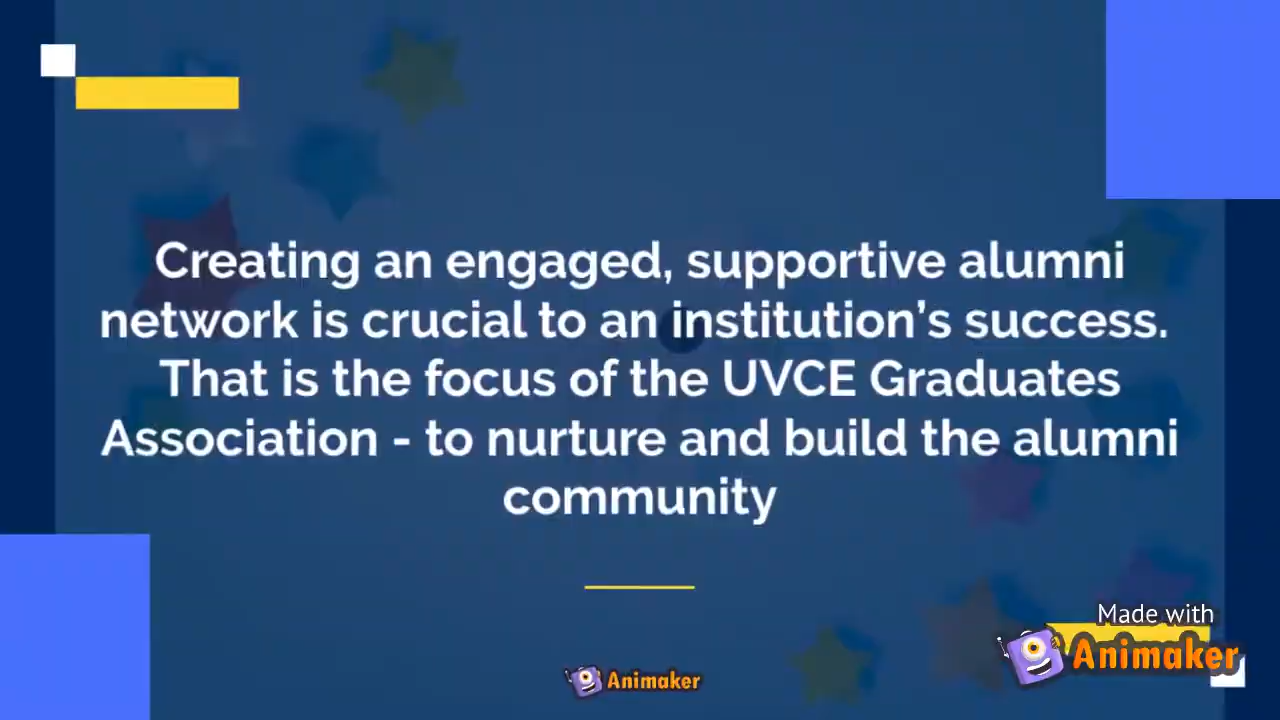 Creating an engaged, supportive alumni
network is crucial to an institution’s success.
That is the focus of the UVCE Graduates
Association - to nurture and build the alumni
community
Made with
Animaker
Animaker